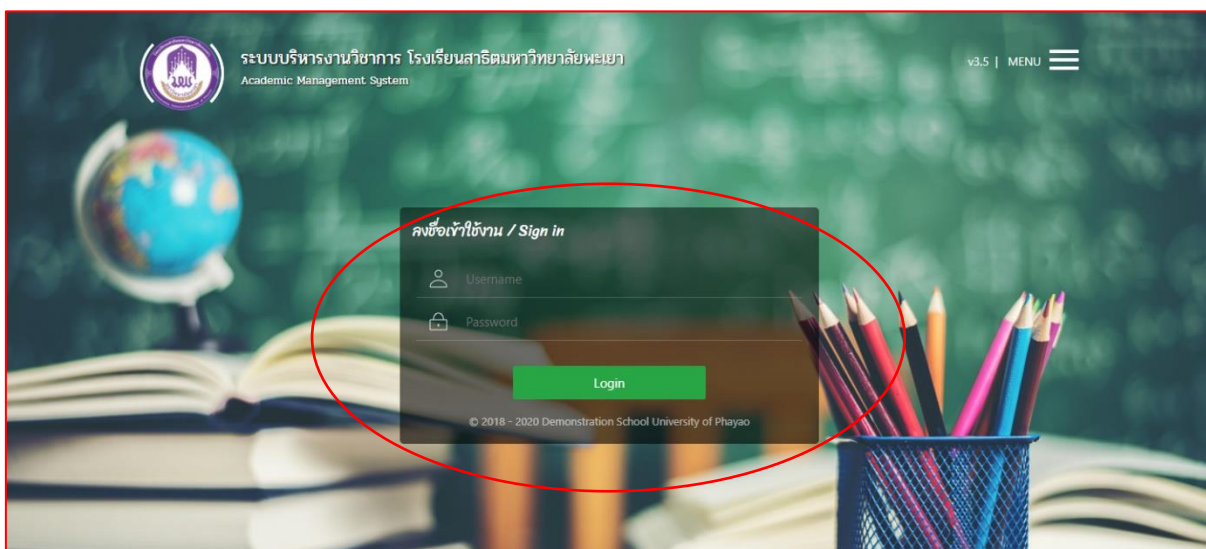 ระบบบริหารงานวิชาการ โรงเรียนสาธิตมหาวิทยาลัยพะเยา
Academic Management System
v3.5 | MENU
ลงชื่อเข้าใช้งาน / Sign in
Username
Password
Login
© 2018 - 2020 Demonstration School University of Phayao